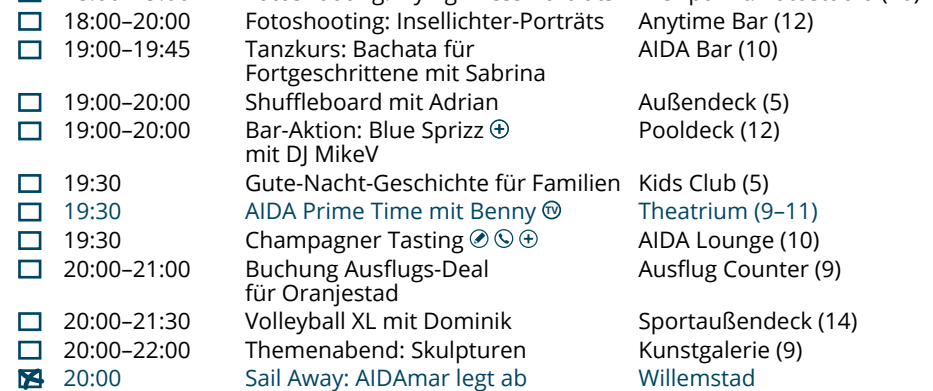 18:00–20:00 Fotoshooting: Insellichter-Porträts Anytime Bar (12)
19:00–19:45 Tanzkurs: Bachata für AIDA Bar (10)
Fortgeschrittene mit Sabrina
19:00–20:00 Shuffleboard mit Adrian Außendeck (5)
19:00–20:00 Bar-Aktion: Blue Sprizz Pooldeck (12)
mit DJ MikeV
19:30 Gute-Nacht-Geschichte für Familien Kids Club (5)
19:30 AIDA Prime Time mit Benny TV Theatrium (9–11)
19:30 Champagner Tasting AIDA Lounge (10)
20:00–21:00 Buchung Ausflugs-Deal Ausflug Counter (9)
für Oranjestad
20:00–21:30 Volleyball XL mit Dominik Sportaußendeck (14)
20:00–22:00 Themenabend: Skulpturen Kunstgalerie (9)
20:00 Sail Away: AIDAmar legt ab Willemstad